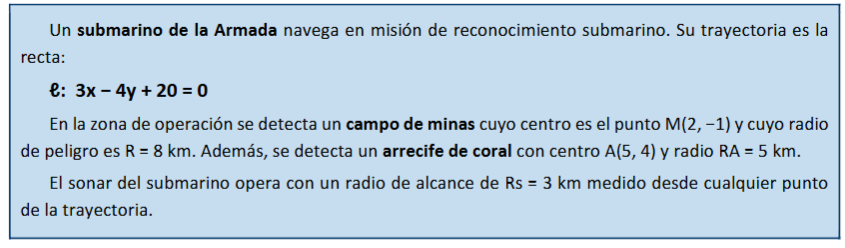 Un submarino de la Armada navega en misión de reconocimiento submarino. Su trayectoria es la
recta:
ℓ: 3x − 4y + 20 = 0
En la zona de operación se detecta un campo de minas cuyo centro es el punto M(2, −1) y cuyo radio
de peligro es R = 8 km. Además, se detecta un arrecife de coral con centro A(5, 4) y radio RA = 5 km.
El sonar del submarino opera con un radio de alcance de Rs = 3 km medido desde cualquier punto
de la trayectoria.